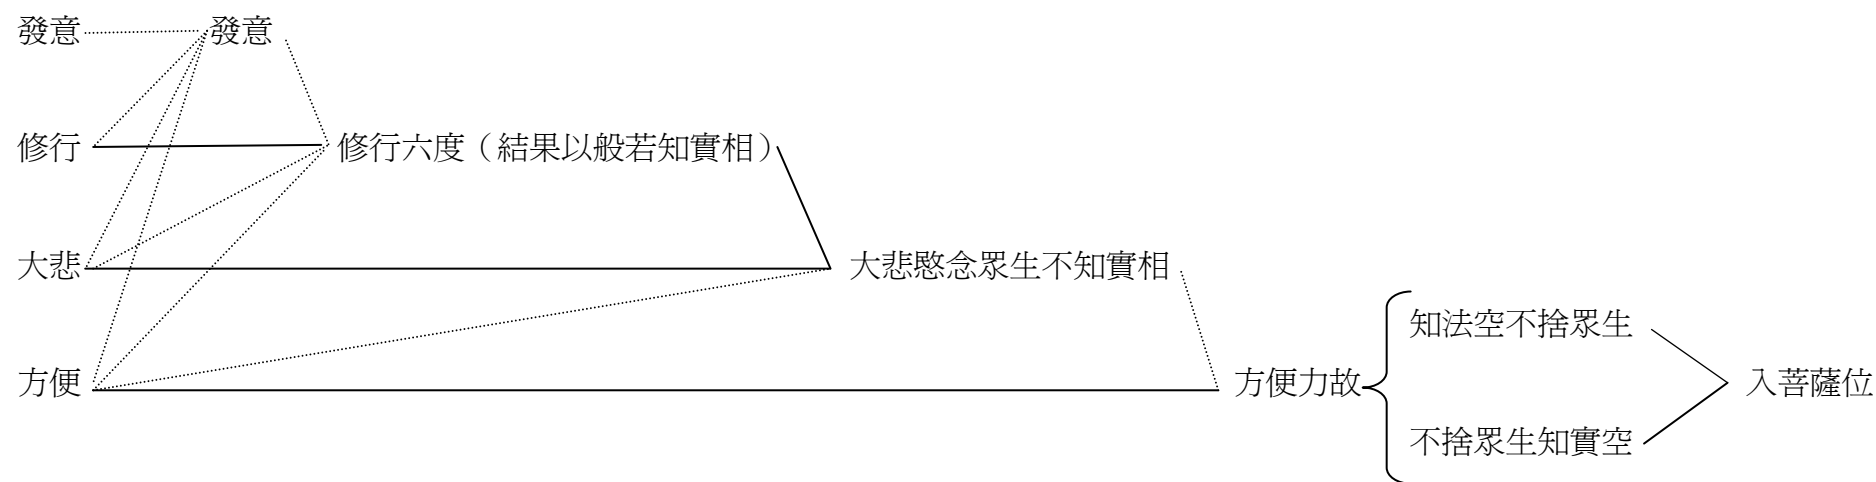 發意 發意
修行 修行六度（結果以般若知實相）
大悲 大悲愍念眾生不知實相
知法空不捨眾生
方便 方便力故 入菩薩位
不捨眾生知實空